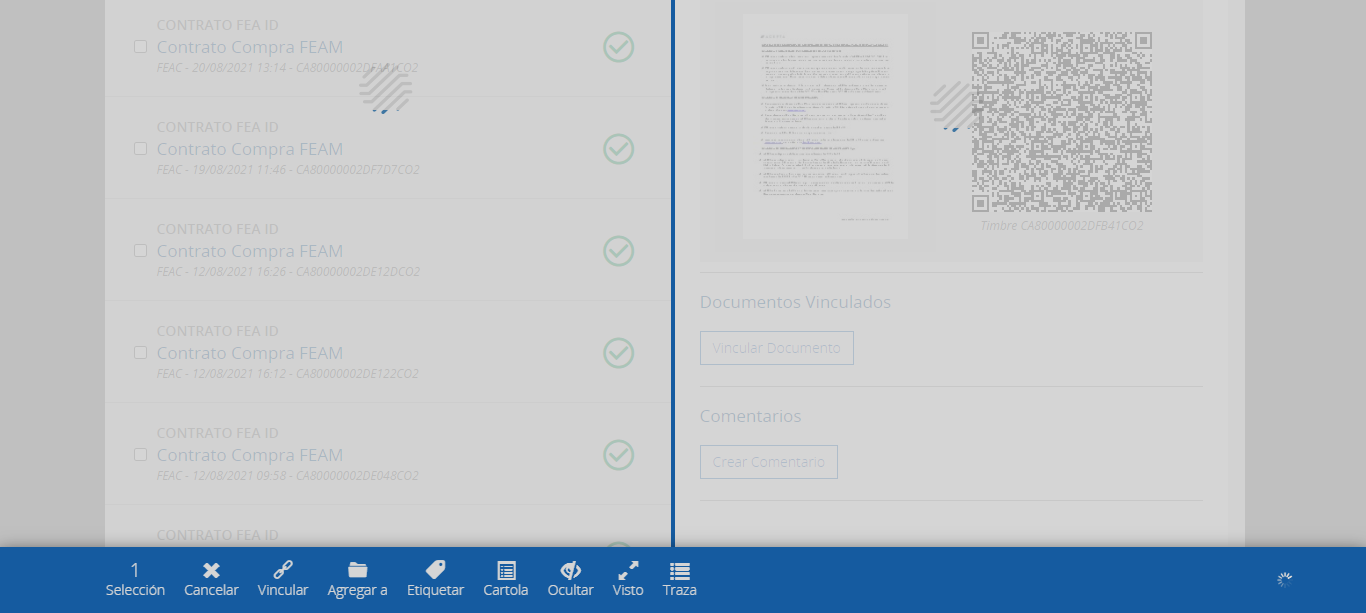 CONTRATO FEA ID
Contrato Compra FEAM
FEAC - 20/08/2021 13:14 - CA80000002DFA41CO2
CONTRATO FEA ID
Contrato Compra FEAM
FEAC - 19/08/2021 11:46 - CA80000002DF7D7CO2
CONTRATO FEA ID
Contrato Compra FEAM
FEAC - 12/08/2021 16:26 - CA80000002DE12DCO2
CONTRATO FEA ID
Contrato Compra FEAM
FEAC - 12/08/2021 16:12 - CA80000002DE122CO2
CONTRATO FEA ID
Contrato Compra FEAM
FEAC - 12/08/2021 09:58 - CA80000002DE048CO2
CONTRATO FEA ID
Timbre CA80000002DFB41CO2
Documentos Vinculados
Vincular Documento
Comentarios
Crear Comentario
1
Selección
Cancelar
Vincular
Agregar a
Etiquetar
Cartola
Ocultar
Visto
Traza